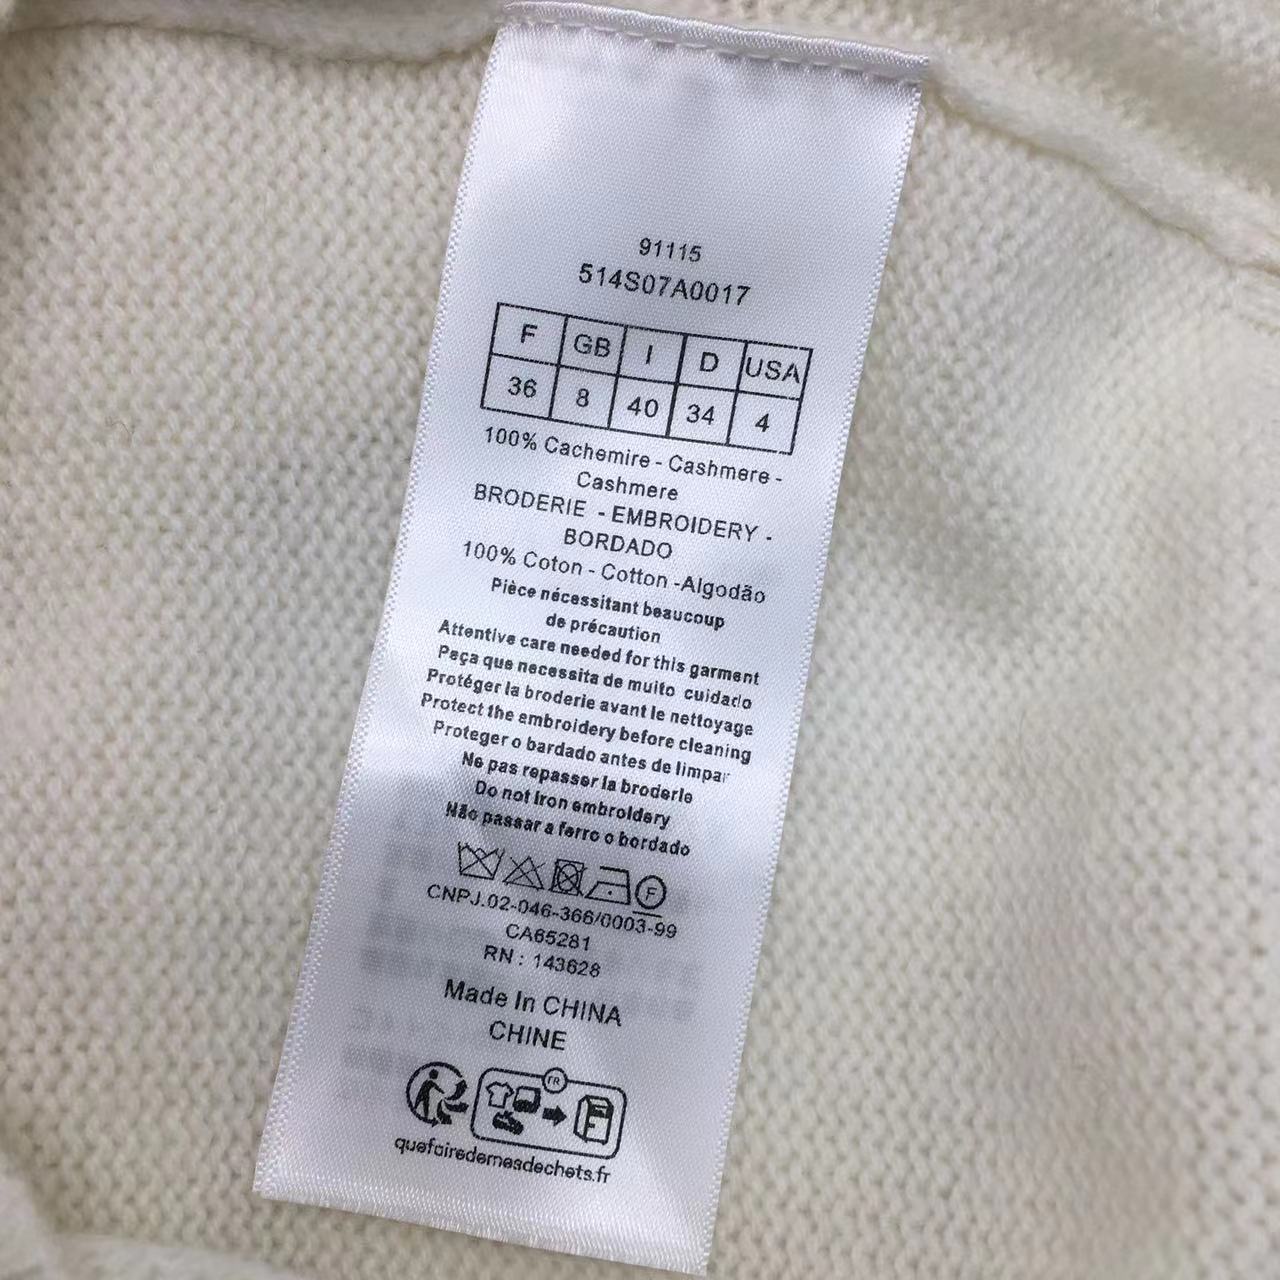 91115
514S07A0017
F GB I D USA
36 8 40 34 4
100% Cachemire - Cashmere -
Cashmere
BRODERIE - EMBROIDERY -
BORDADO
100% Coton - Cotton -Algodão
Pièce nécessitant beaucoup
de précaution
Attentive care needed for this garment
Peça que necessita de muito cuidado
Protéger la broderie avant le nettoyage
Protect the embroidery before cleaning
Proteger o bardado antes de limpar
Ne pas repasser la broderie
Do not Iron embroidery
Não passar a ferro o bordado
F
CNPJ.02-046-366/0003-99
CA65281
RN : 143628
Made In CHINA
CHINE
FR
quefairedemesdechets.fr